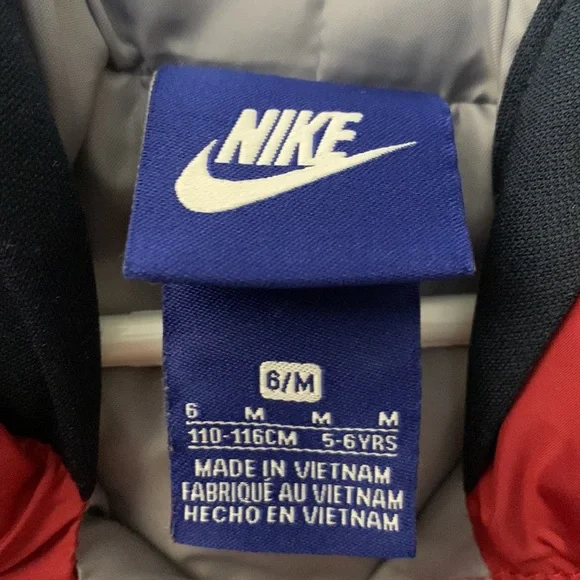 NIKE
6/M
6 M M M
110-116CM 5-6YRS
MADE IN VIETNAM
FABRIQUÉ AU VIETNAM
HECHO EN VIETNAM